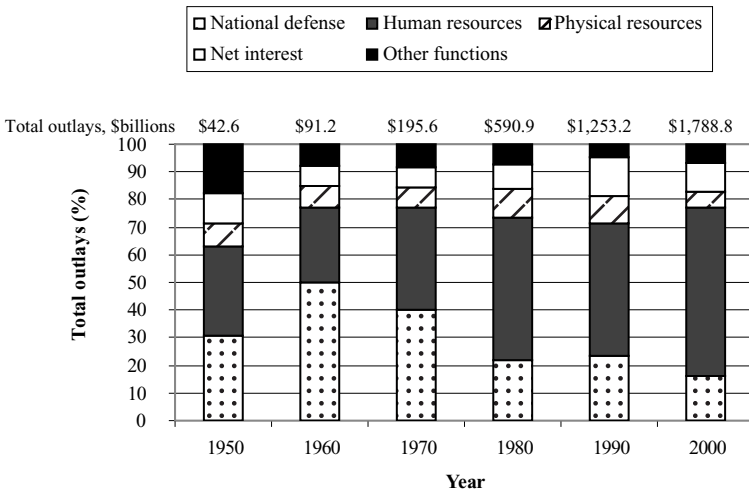 National defense Human resources Physical resources
Net interest Other functions
Total outlays, $billions $42.6 $91.2 $195.6 $590.9 $1,253.2 $1,788.8
100
90
80
70
60
50
40
30
20
10
0
Total outlays (%)
1950 1960 1970 1980 1990 2000
Year